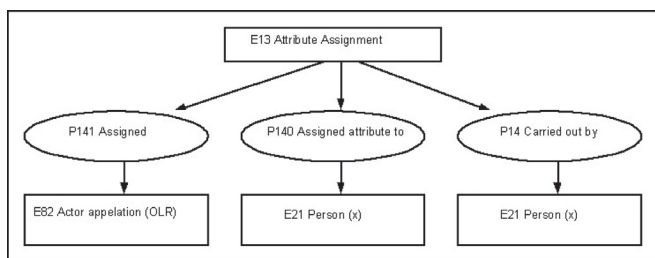 E13 Attribute Assignment
P141 Assigned
P140 Assigned attribute to
P14 Carried out by
E82 Actor appelation (OLR)
E21 Person (x)
E21 Person (x)